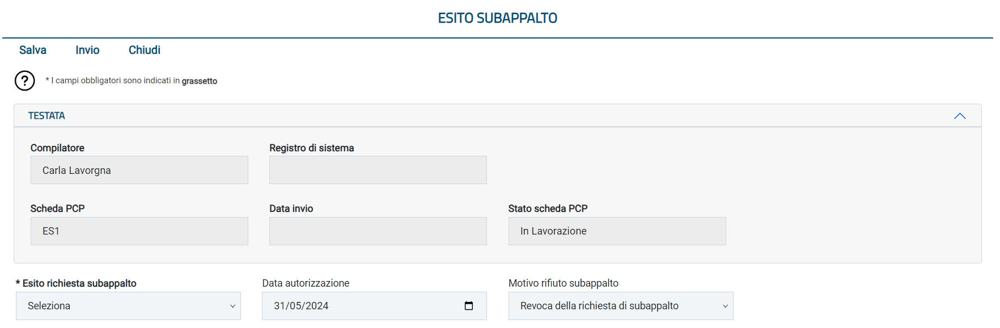 ESITO SUBAPPALTO
Salva Invio Chiudi
? * I campi obbligatori sono indicati in grassetto
TESTATA
Compilatore Registro di sistema
Carla Lavorgna
Scheda PCP Data invio Stato scheda PCP
ES1 In Lavorazione
* Esito richiesta subappalto Data autorizzazione Motivo rifiuto subappalto
Seleziona 31/05/2024 Revoca della richiesta di subappalto